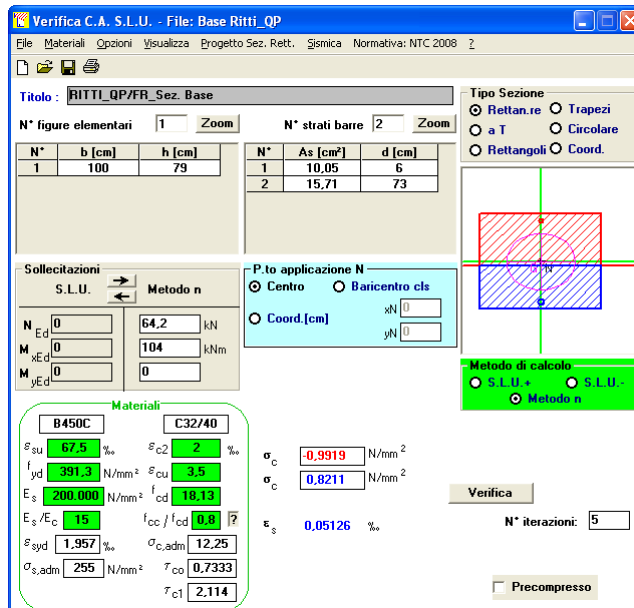 Verifica C.A. S.L.U. - File: Base Ritti_QP
File Materiali Opzioni Visualizza Progetto Sez. Rett. Sismica Normativa: NTC 2008 ?
Titolo : RITTI_QP/FR_Sez. Base
N° figure elementari 1 Zoom N° strati barre 2 Zoom
N° b [cm] h [cm]
1 100 79
N° As [cm²] d [cm]
1 10,05 6
2 15,71 73
Tipo Sezione
Rettan.re Trapezi
a T Circolare
Rettangoli Coord.
Sollecitazioni
S.L.U. Metodo n
N Ed 0 64,2 kN
M xEd 0 104 kNm
M yEd 0 0
P.to applicazione N
Centro Baricentro cls
Coord.[cm] xN 0
yN 0
N
Metodo di calcolo
S.L.U.+ S.L.U.-
Metodo n
Materiali
B450C C32/40
εsu 67,5 ‰ εc2 2 ‰
fyd 391,3 N/mm² εcu 3,5
Es 200.000 N/mm² fcd 18,13
Es/Ec 15 fcc / fcd 0,8 ?
εsyd 1,957 ‰ σc,adm 12,25
σs,adm 255 N/mm² τco 0,7333
τc1 2,114
σc -0,9919 N/mm²
σc 0,8211 N/mm²
εs 0,05126 ‰
Verifica
N° iterazioni: 5
Precompresso